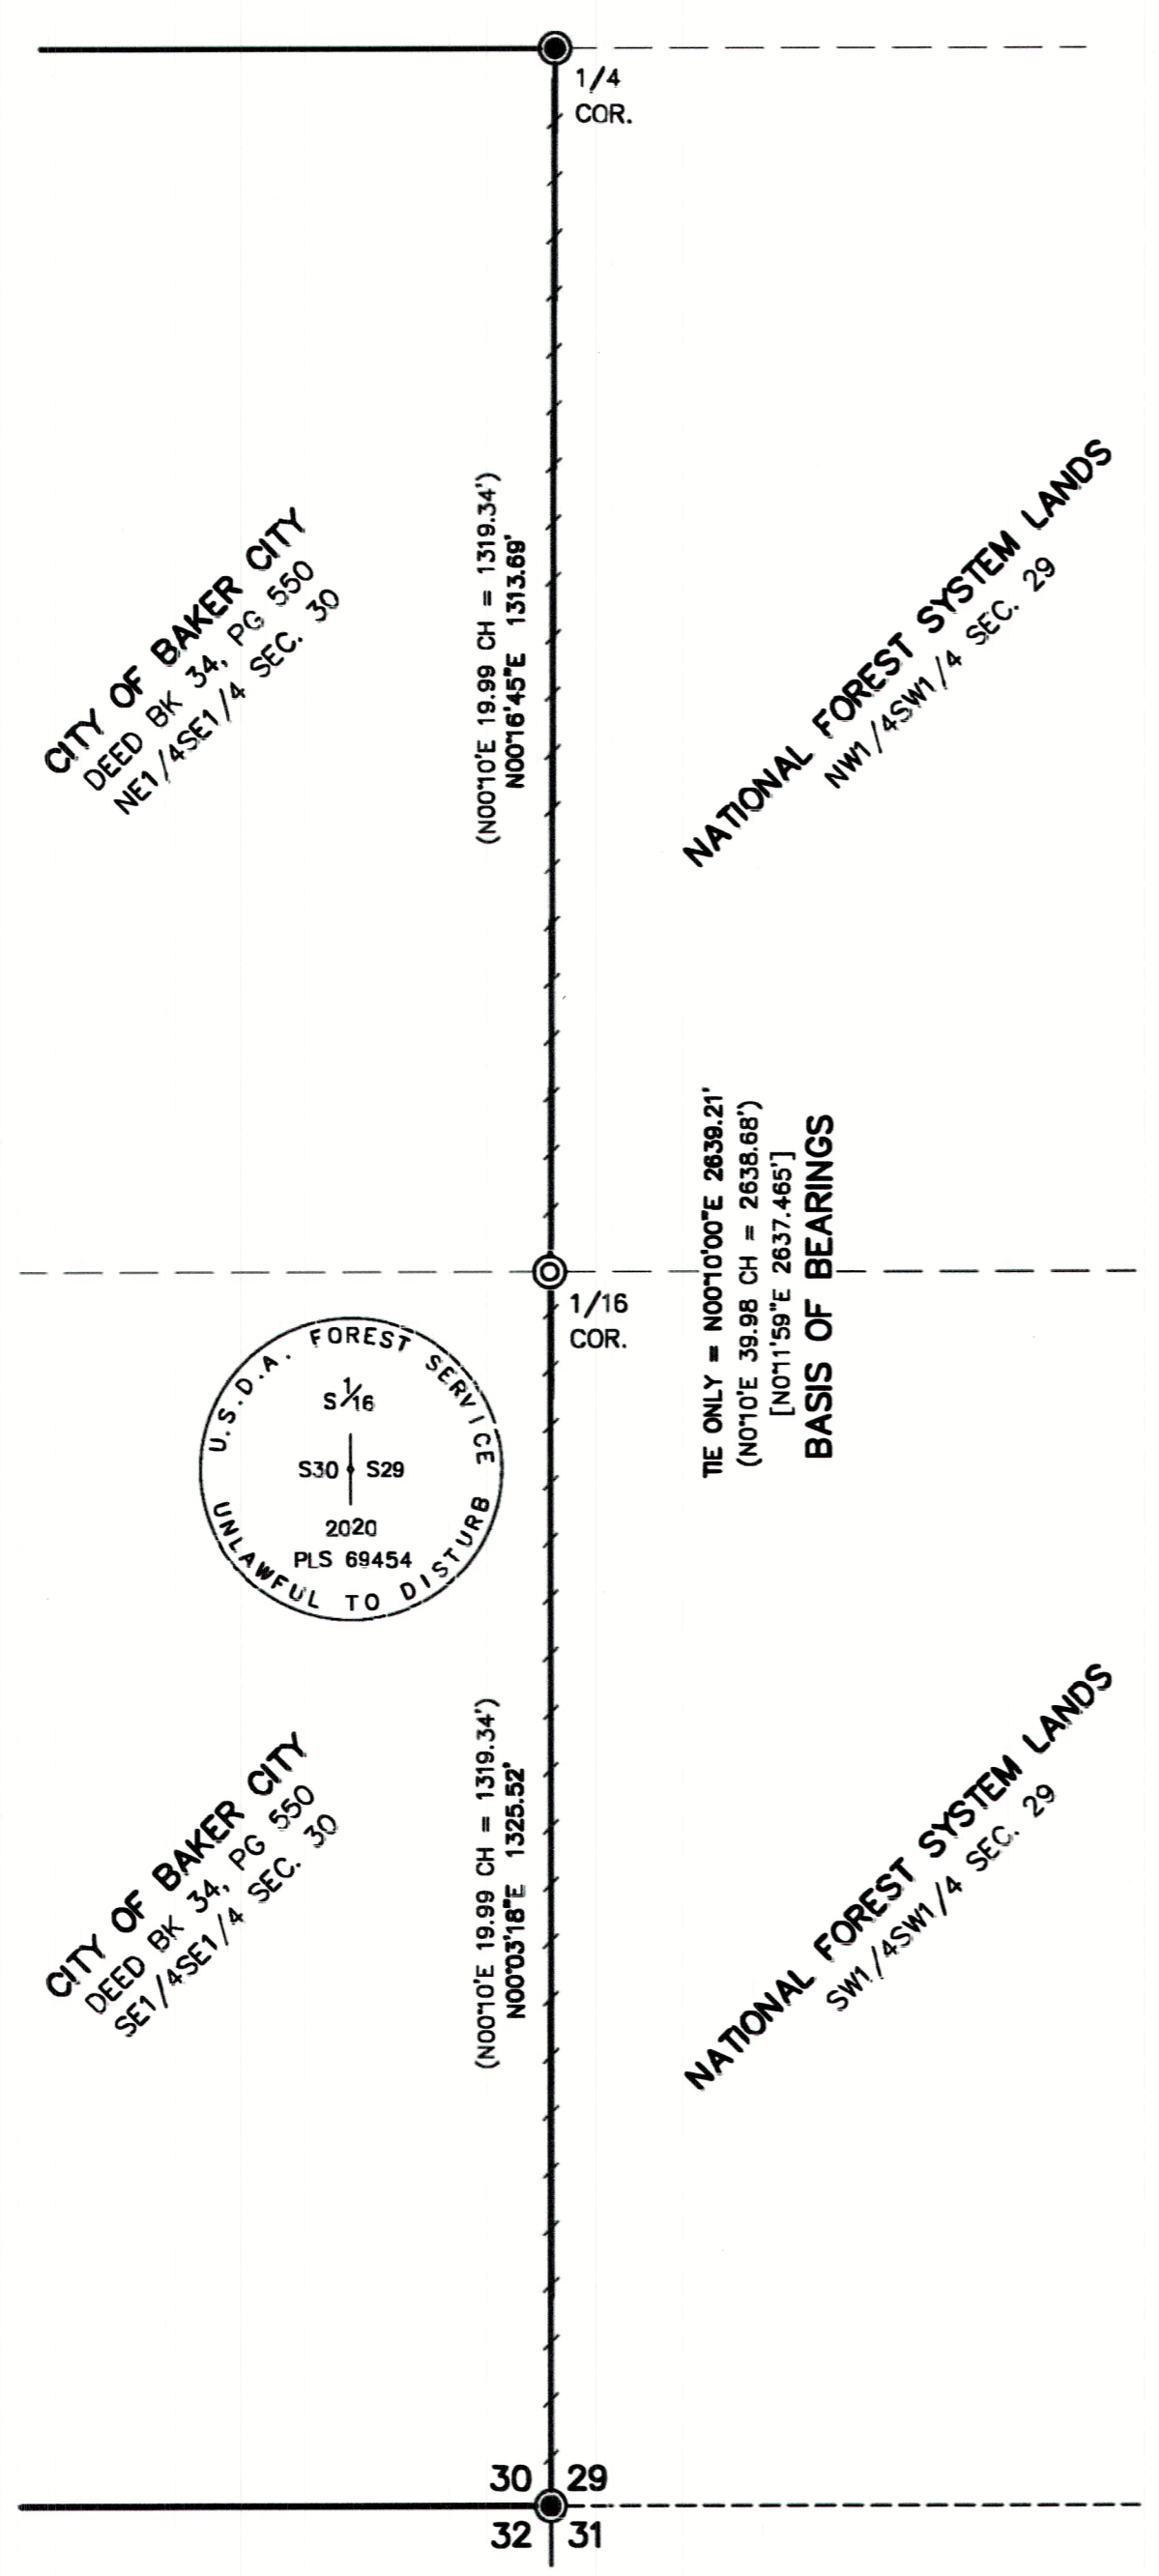 1/4
COR.
CITY OF BAKER CITY
DEED BK 34, PG 550
NE1/4SE1/4 SEC. 30
(N00°10'E 19.99 CH = 1319.34')
N00°16'45"E 1313.69'
NATIONAL FOREST SYSTEM LANDS
NW1/4SW1/4 SEC. 29
TIE ONLY = N00°10'00"E 2639.21'
(N0°10'E 39.98 CH = 2638.68')
[N0°11'59"E 2637.465']
BASIS OF BEARINGS
1/16
COR.
U.S.D.A. FOREST SERVICE
S 1/16
S30 S29
2020
PLS 69454
UNLAWFUL TO DISTURB
CITY OF BAKER CITY
DEED BK 34, PG 550
SE1/4SE1/4 SEC. 30
(N00°10'E 19.99 CH = 1319.34')
N00°03'18"E 1325.52'
NATIONAL FOREST SYSTEM LANDS
SW1/4SW1/4 SEC. 29
30 29
32 31